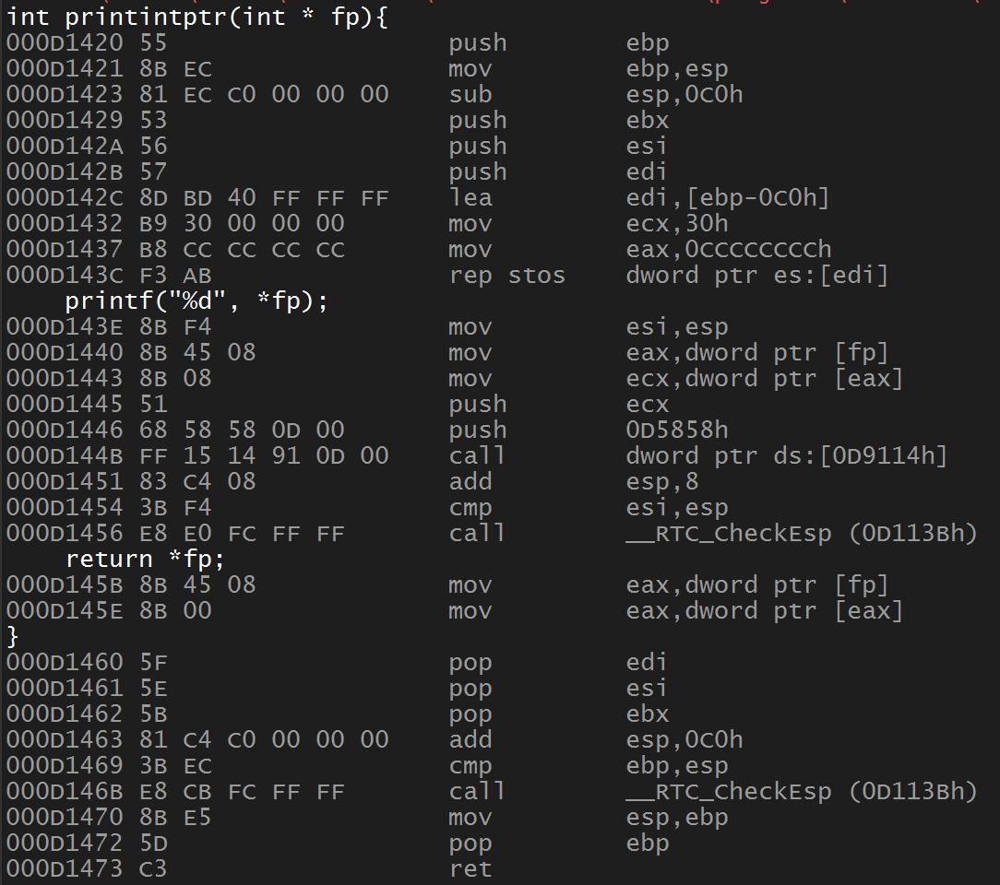 int printintptr(int * fp){
000D1420 55                   push        ebp
000D1421 8B EC                mov         ebp,esp
000D1423 81 EC C0 00 00 00    sub         esp,0C0h
000D1429 53                   push        ebx
000D142A 56                   push        esi
000D142B 57                   push        edi
000D142C 8D BD 40 FF FF FF    lea         edi,[ebp-0C0h]
000D1432 B9 30 00 00 00       mov         ecx,30h
000D1437 B8 CC CC CC CC       mov         eax,0CCCCCCCCh
000D143C F3 AB                rep stos    dword ptr es:[edi]
    printf("%d", *fp);
000D143E 8B F4                mov         esi,esp
000D1440 8B 45 08             mov         eax,dword ptr [fp]
000D1443 8B 08                mov         ecx,dword ptr [eax]
000D1445 51                   push        ecx
000D1446 68 58 58 0D 00       push        0D5858h
000D144B FF 15 14 91 0D 00    call        dword ptr ds:[0D9114h]
000D1451 83 C4 08             add         esp,8
000D1454 3B F4                cmp         esi,esp
000D1456 E8 E0 FC FF FF       call        __RTC_CheckEsp (0D113Bh)
    return *fp;
000D145B 8B 45 08             mov         eax,dword ptr [fp]
000D145E 8B 00                mov         eax,dword ptr [eax]
}
000D1460 5F                   pop         edi
000D1461 5E                   pop         esi
000D1462 5B                   pop         ebx
000D1463 81 C4 C0 00 00 00    add         esp,0C0h
000D1469 3B EC                cmp         ebp,esp
000D146B E8 CB FC FF FF       call        __RTC_CheckEsp (0D113Bh)
000D1470 8B E5                mov         esp,ebp
000D1472 5D                   pop         ebp
000D1473 C3                   ret